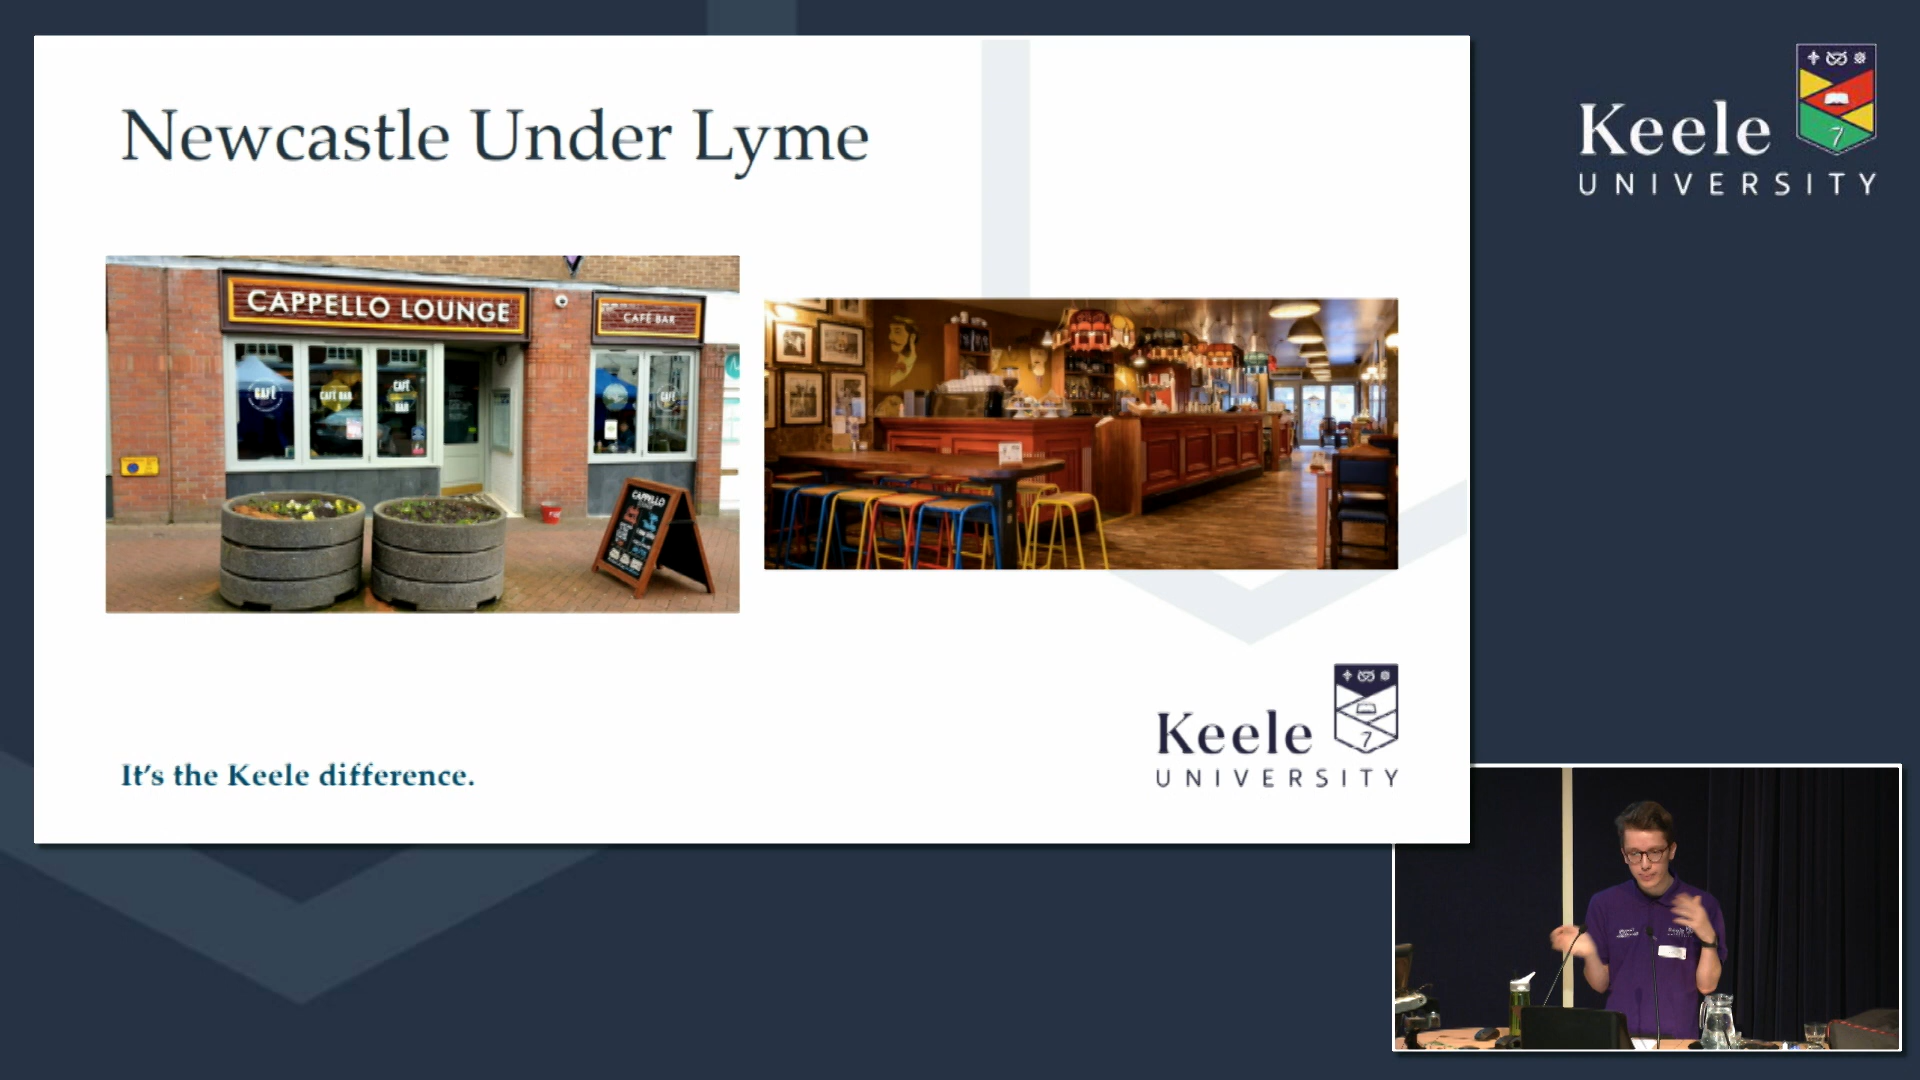 Newcastle Under Lyme
CAPPELLO LOUNGE
CAFÉ BAR
CAFÉ
CAFÉ BAR
CAFÉ
BAR
CAFÉ
CAPPELLO
Keele
UNIVERSITY
It's the Keele difference.
Keele
UNIVERSITY